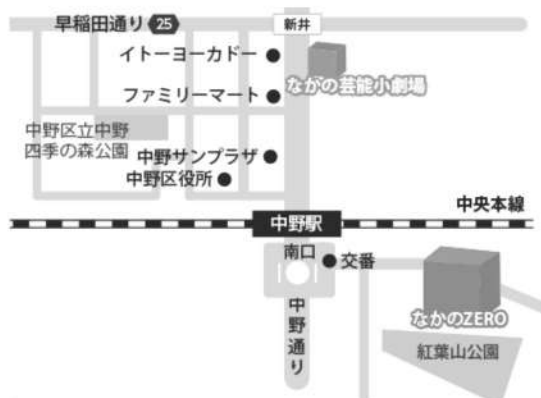 早稲田通り 25
新井
イトーヨーカドー
ながの芸能小劇場
ファミリーマート
中野区立中野
四季の森公園
中野サンプラザ
中野区役所
中央本線
中野駅
南口
交番
中野通り
なかのZERO
紅葉山公園